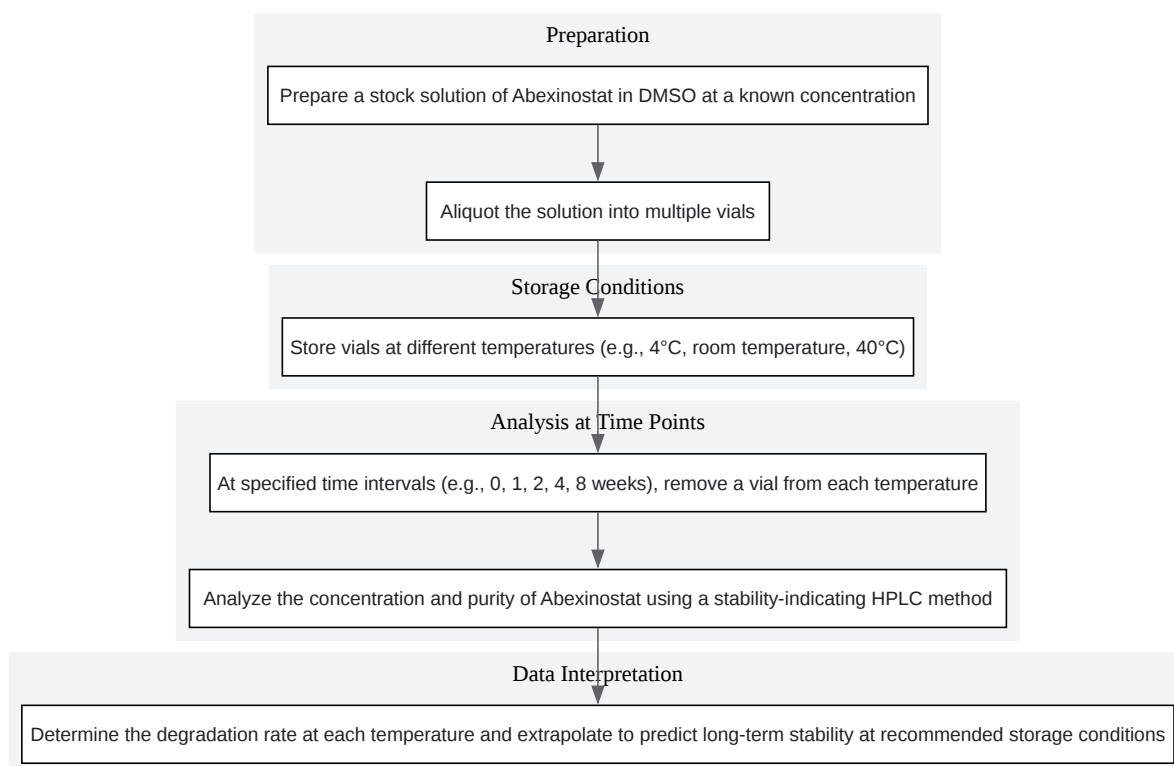 Preparation
Prepare a stock solution of Abexinostat in DMSO at a known concentration
Aliquot the solution into multiple vials
Storage Conditions
Store vials at different temperatures (e.g., 4°C, room temperature, 40°C)
Analysis at Time Points
At specified time intervals (e.g., 0, 1, 2, 4, 8 weeks), remove a vial from each temperature
Analyze the concentration and purity of Abexinostat using a stability-indicating HPLC method
Data Interpretation
Determine the degradation rate at each temperature and extrapolate to predict long-term stability at recommended storage conditions